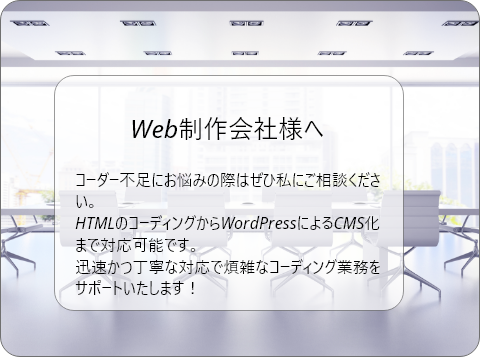 Web制作会社様へ
コーダー不足にお悩みの際はぜひ私にご相談くださ
い。
HTMLのコーディングからWordPressによるCMS化
まで対応可能です。
迅速かつ丁寧な対応で煩雑なコーディング業務を
サポートいたします！